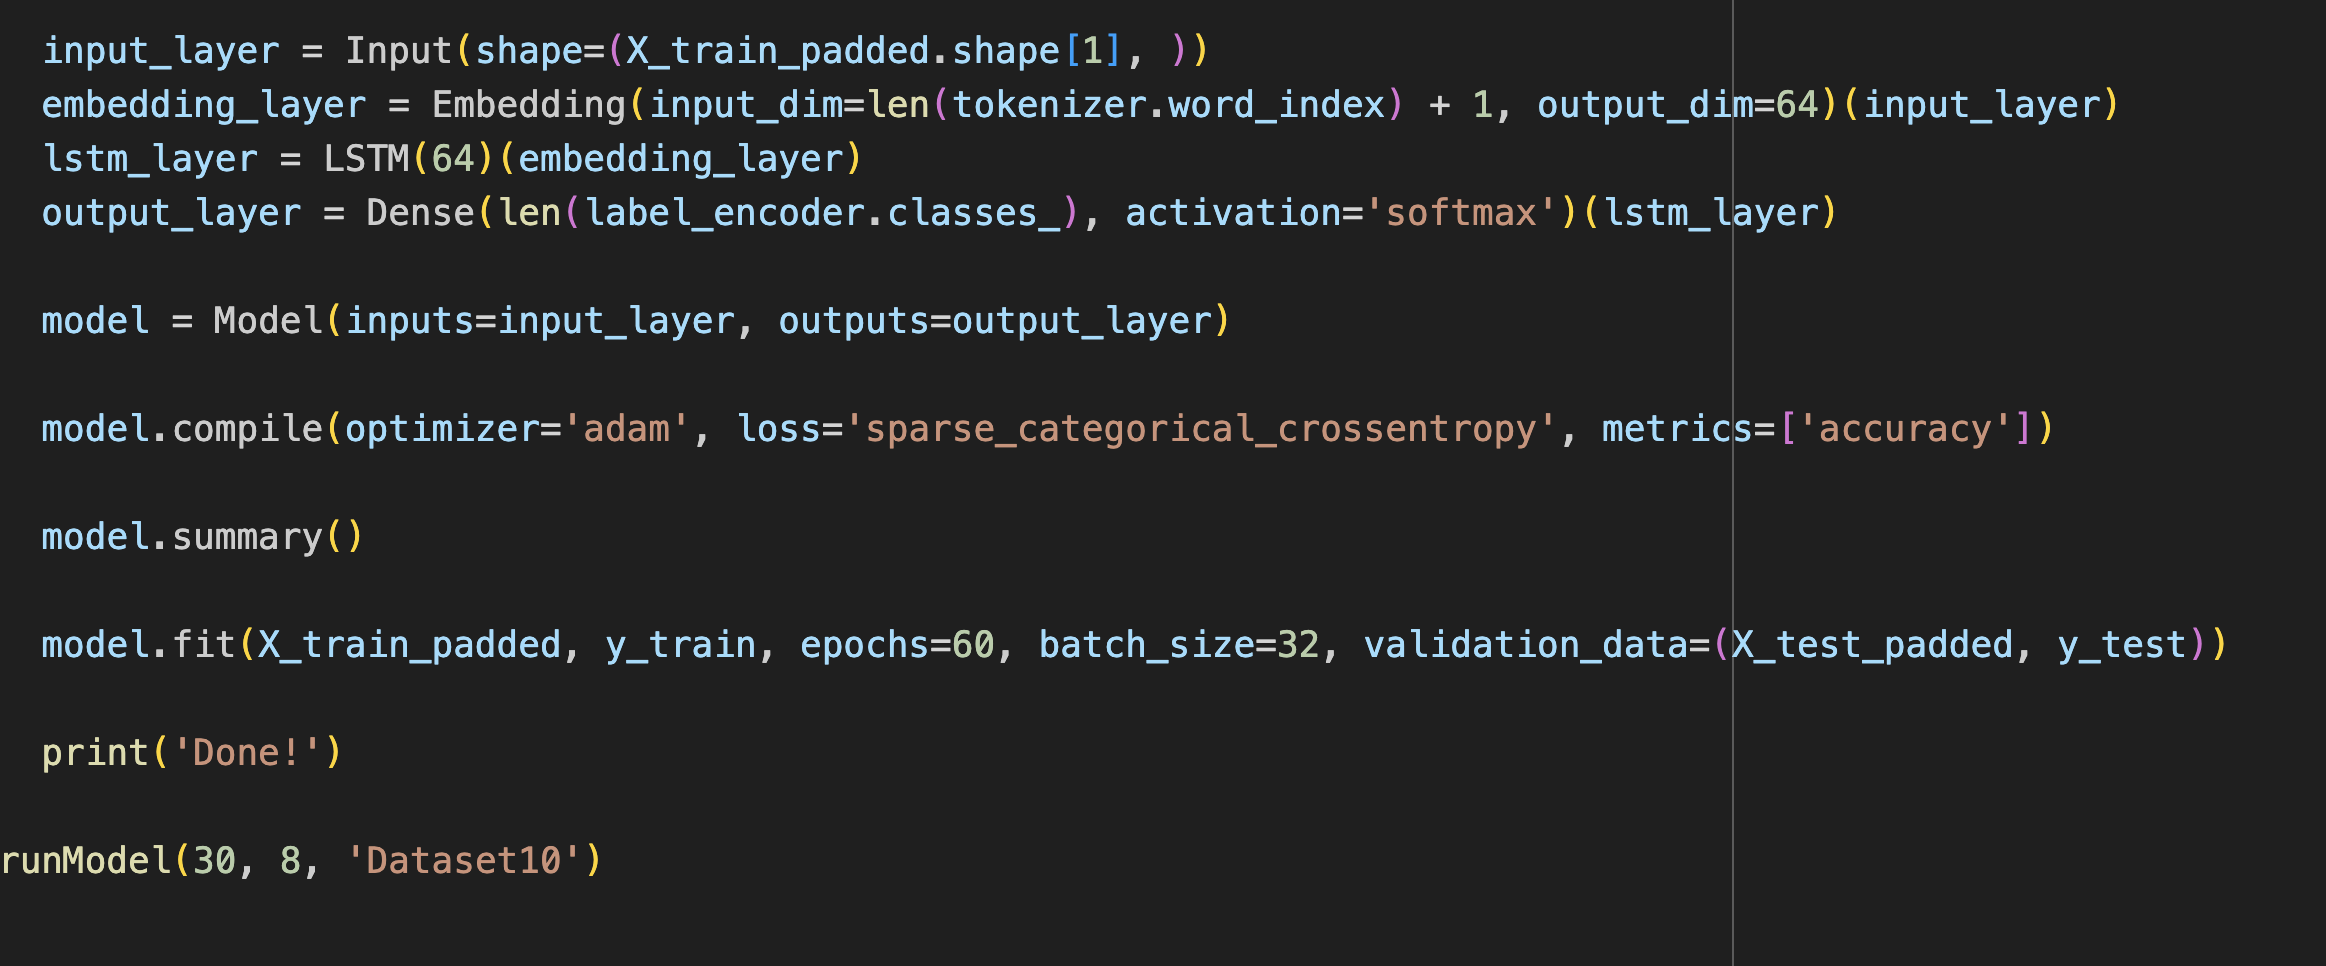 input_layer = Input(shape=(X_train_padded.shape[1], ))
embedding_layer = Embedding(input_dim=len(tokenizer.word_index) + 1, output_dim=64)(input_layer)
lstm_layer = LSTM(64)(embedding_layer)
output_layer = Dense(len(label_encoder.classes_), activation='softmax')(lstm_layer)
model = Model(inputs=input_layer, outputs=output_layer)
model.compile(optimizer='adam', loss='sparse_categorical_crossentropy', metrics=['accuracy'])
model.summary()
model.fit(X_train_padded, y_train, epochs=60, batch_size=32, validation_data=(X_test_padded, y_test))
print('Done!')
runModel(30, 8, 'Dataset10')